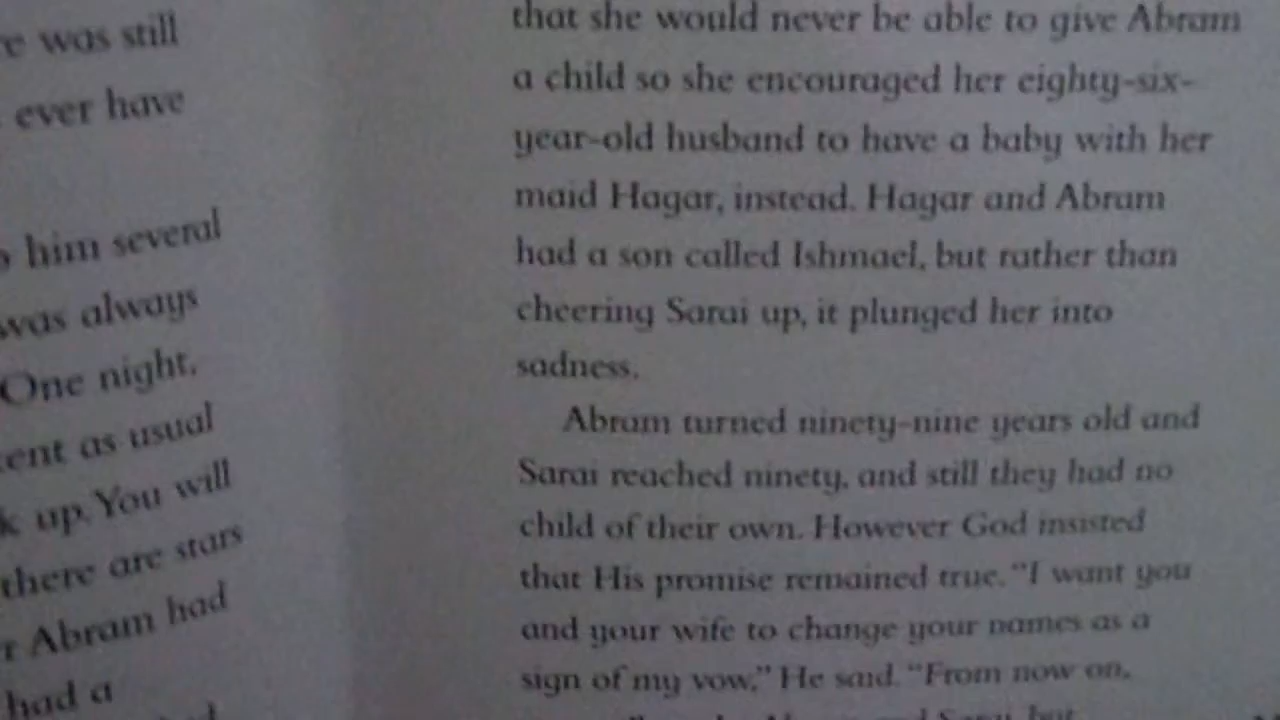 e was still
ever have
him several
was always
One night,
ent as usual
k up. You will
there are stars
r Abram had
had a
that she would never be able to give Abram
a child so she encouraged her eighty-six-
year-old husband to have a baby with her
maid Hagar, instead. Hagar and Abram
had a son called Ishmael, but rather than
cheering Sarai up, it plunged her into
sadness.
Abram turned ninety-nine years old and
Sarai reached ninety, and still they had no
child of their own. However God insisted
that His promise remained true. "I want you
and your wife to change your names as a
sign of my vow," He said. "From now on,